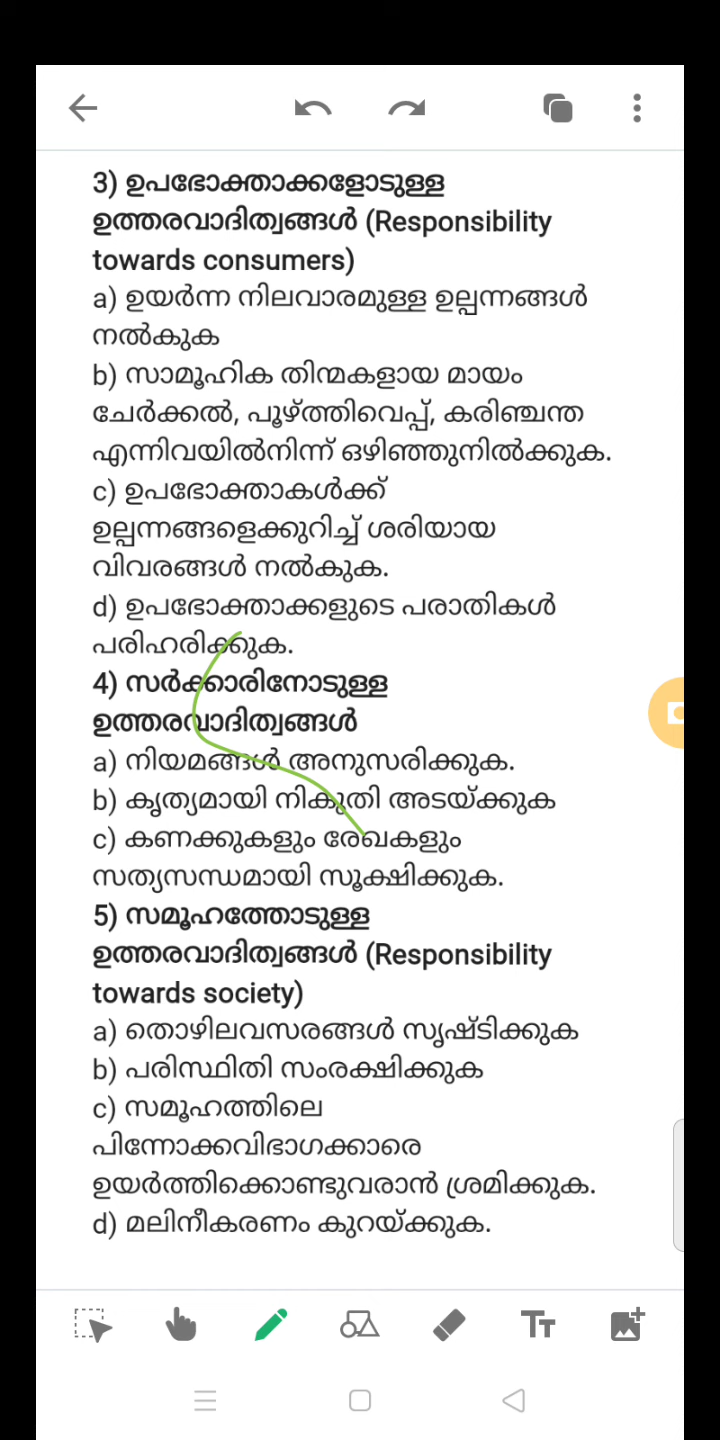 3) ഉപഭോക്താക്കളോടുള്ള
ഉത്തരവാദിത്വങ്ങൾ (Responsibility
towards consumers)
a) ഉയർന്ന നിലവാരമുള്ള ഉല്പന്നങ്ങൾ
നൽകുക
b) സാമൂഹിക തിന്മകളായ മായം
ചേർക്കൽ, പൂഴ്ത്തിവെപ്പ്, കരിഞ്ചന്ത
എന്നിവയിൽനിന്ന് ഒഴിഞ്ഞുനിൽക്കുക.
c) ഉപഭോക്താകൾക്ക്
ഉല്പന്നങ്ങളെക്കുറിച്ച് ശരിയായ
വിവരങ്ങൾ നൽകുക.
d) ഉപഭോക്താക്കളുടെ പരാതികൾ
പരിഹരിക്കുക.
4) സർക്കാരിനോടുള്ള
ഉത്തരവാദിത്വങ്ങൾ
a) നിയമങ്ങൾ അനുസരിക്കുക.
b) കൃത്യമായി നികുതി അടയ്ക്കുക
c) കണക്കുകളും രേഖകളും
സത്യസന്ധമായി സൂക്ഷിക്കുക.
5) സമൂഹത്തോടുള്ള
ഉത്തരവാദിത്വങ്ങൾ (Responsibility
towards society)
a) തൊഴിലവസരങ്ങൾ സൃഷ്ടിക്കുക
b) പരിസ്ഥിതി സംരക്ഷിക്കുക
c) സമൂഹത്തിലെ
പിന്നോക്കവിഭാഗക്കാരെ
ഉയർത്തിക്കൊണ്ടുവരാൻ ശ്രമിക്കുക.
d) മലിനീകരണം കുറയ്ക്കുക.
Tт